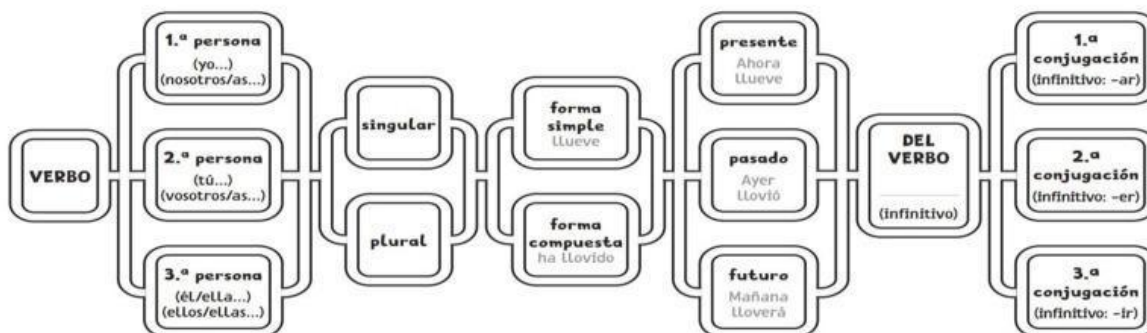 VERBO
1.ª persona
(yo...)
(nosotros/as...)
2.ª persona
(tú...)
(vosotros/as...)
3.ª persona
(él/ella...)
(ellos/ellas...)
singular
plural
forma
simple
llueve
forma
compuesta
ha llovido
presente
Ahora
llueve
pasado
Ayer
llovió
futuro
Mañana
lloverá
DEL
VERBO
(infinitivo)
1.ª
conjugación
(infinitivo: -ar)
2.ª
conjugación
(infinitivo: -er)
3.ª
conjugación
(infinitivo: -ir)